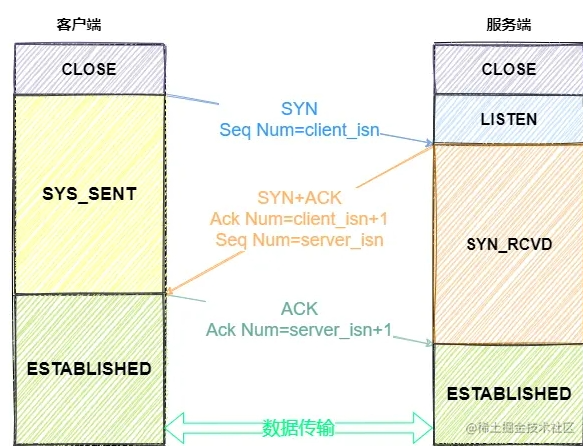 客户端
服务端
CLOSE
CLOSE
SYN
Seq Num=client_isn
LISTEN
SYS_SENT
SYN+ACK
Ack Num=client_isn+1
Seq Num=server_isn
SYN_RCVD
ACK
Ack Num=server_isn+1
ESTABLISHED
ESTABLISHED
数据传输
@稀土掘金技术社区